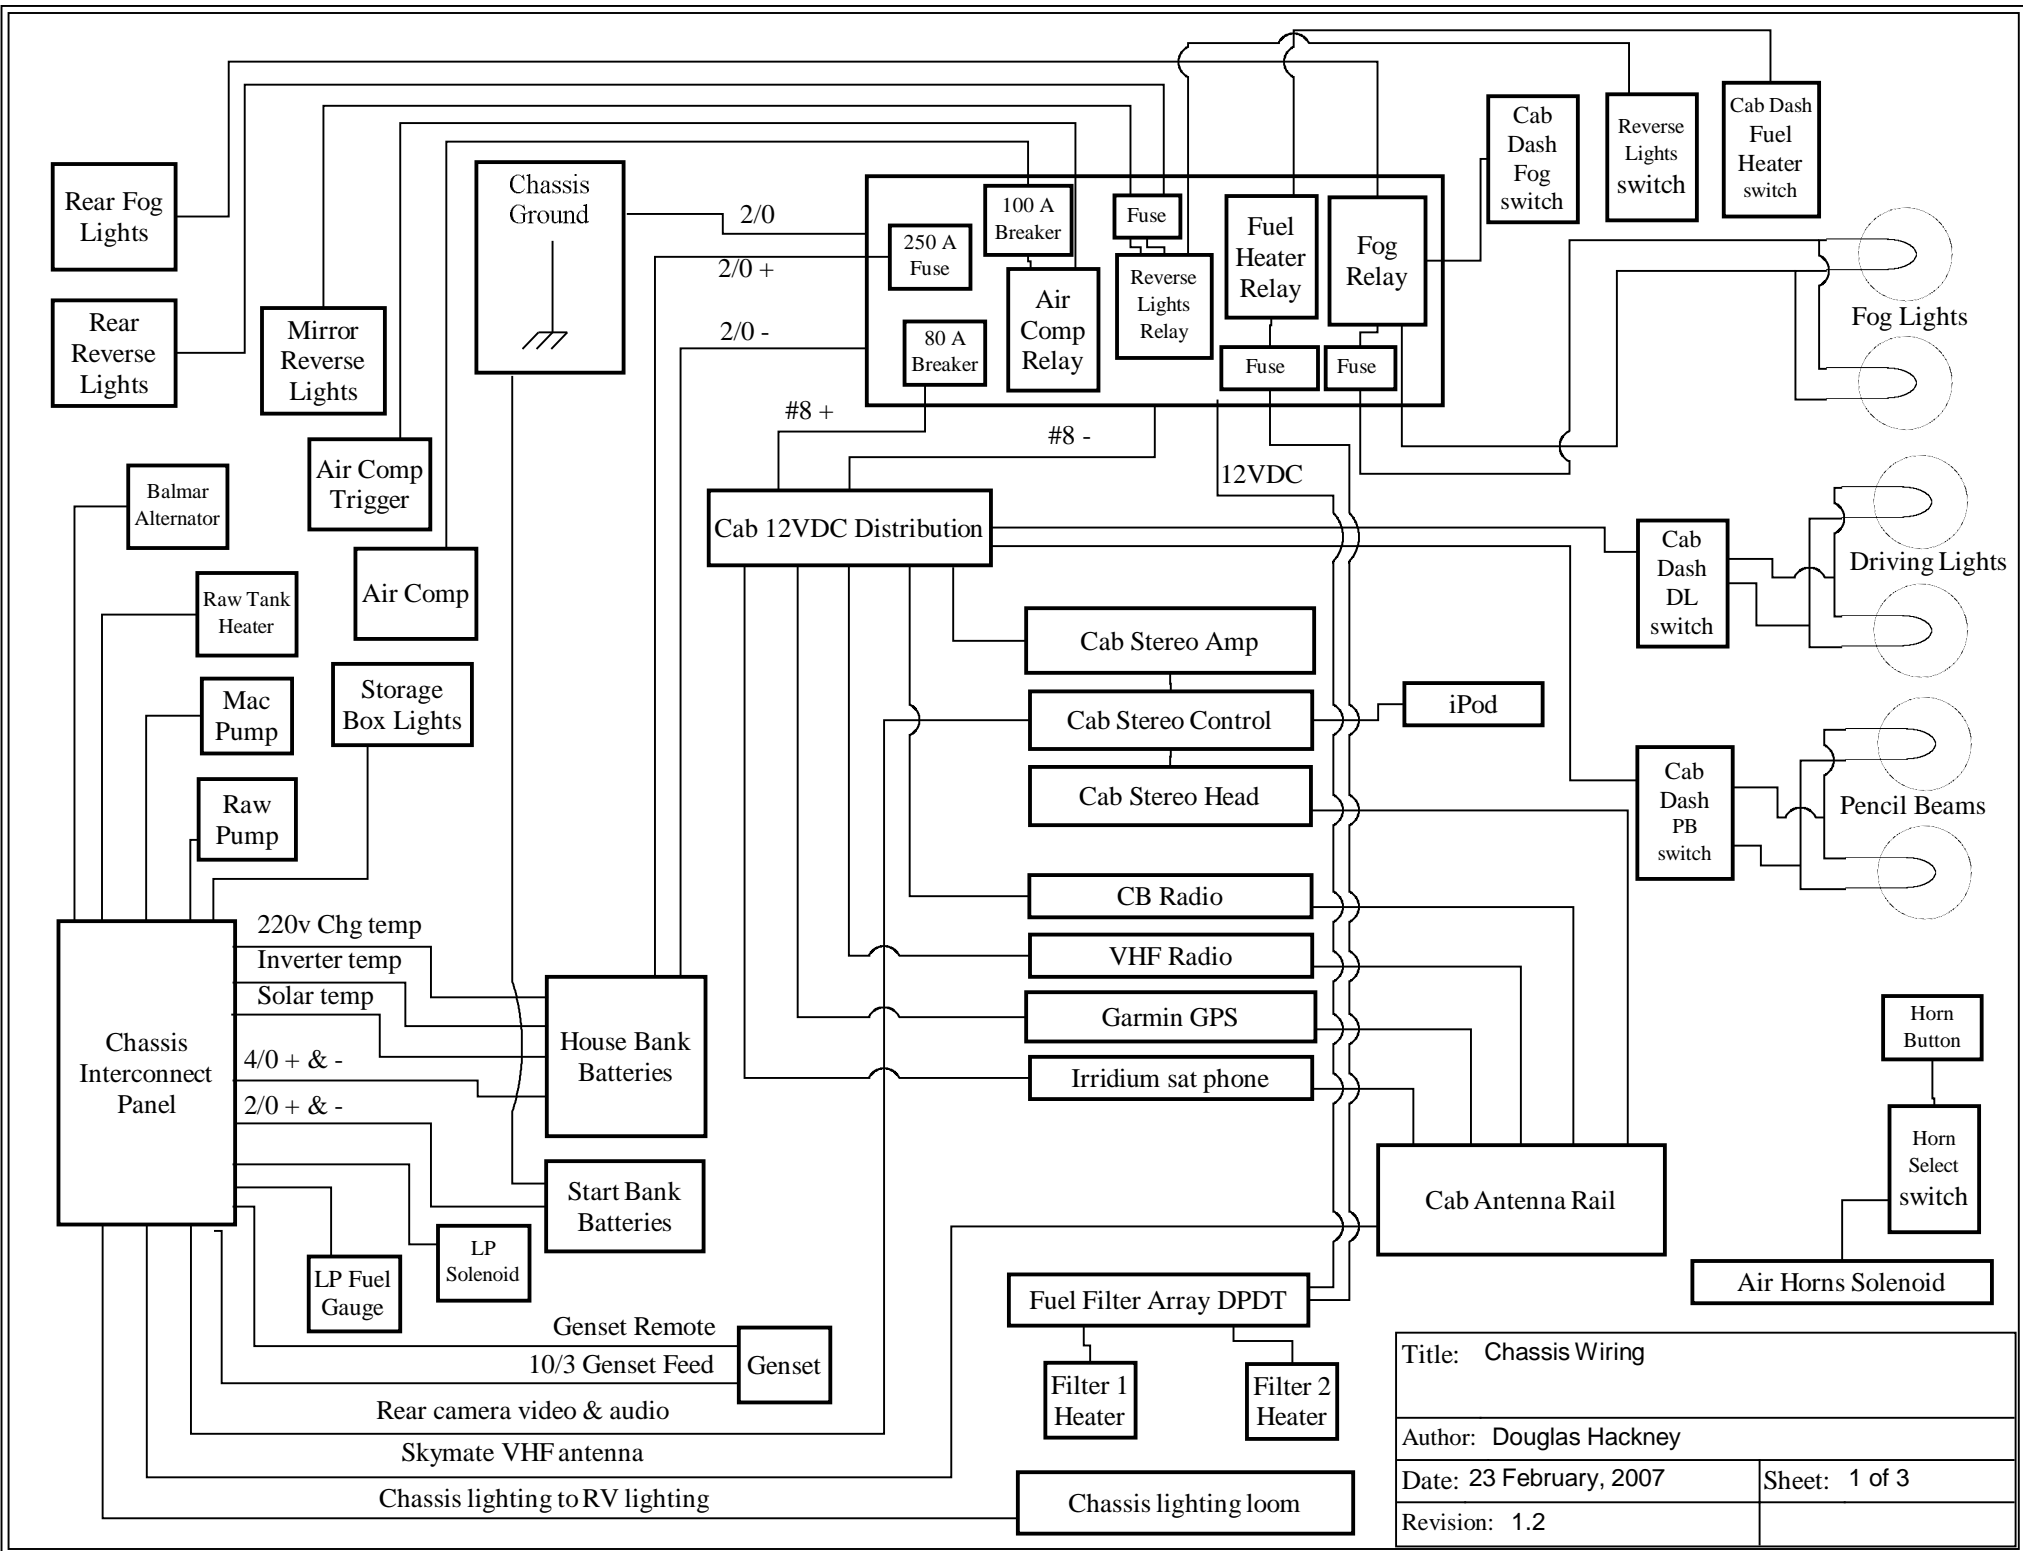 Rear Fog
Lights
Rear
Reverse
Lights
Mirror
Reverse
Lights
Air Comp
Trigger
Air Comp
Chassis
Ground
2/0
2/0 +
2/0 -
250 A
Fuse
80 A
Breaker
100 A
Breaker
Air
Comp
Relay
Fuse
Reverse
Lights
Relay
Fuel
Heater
Relay
Fuse
Fog
Relay
Fuse
Cab
Dash
Fog
switch
Reverse
Lights
switch
Cab Dash
Fuel
Heater
switch
Fog Lights
#8 +
#8 -
12VDC
Cab 12VDC Distribution
Cab
Dash
DL
switch
Driving Lights
Balmar
Alternator
Raw Tank
Heater
Mac
Pump
Storage
Box Lights
Raw
Pump
Cab Stereo Amp
Cab Stereo Control
iPod
Cab Stereo Head
Cab
Dash
PB
switch
Pencil Beams
CB Radio
VHF Radio
Garmin GPS
Irridium sat phone
Chassis
Interconnect
Panel
220v Chg temp
Inverter temp
Solar temp
4/0 + & -
2/0 + & -
House Bank
Batteries
Start Bank
Batteries
LP
Solenoid
LP Fuel
Gauge
Genset Remote
10/3 Genset Feed
Genset
Rear camera video & audio
Skymate VHF antenna
Chassis lighting to RV lighting
Chassis lighting loom
Cab Antenna Rail
Fuel Filter Array DPDT
Filter 1
Heater
Filter 2
Heater
Horn
Button
Horn
Select
switch
Air Horns Solenoid
Title: Chassis Wiring
Author: Douglas Hackney
Date: 23 February, 2007
Sheet: 1 of 3
Revision: 1.2